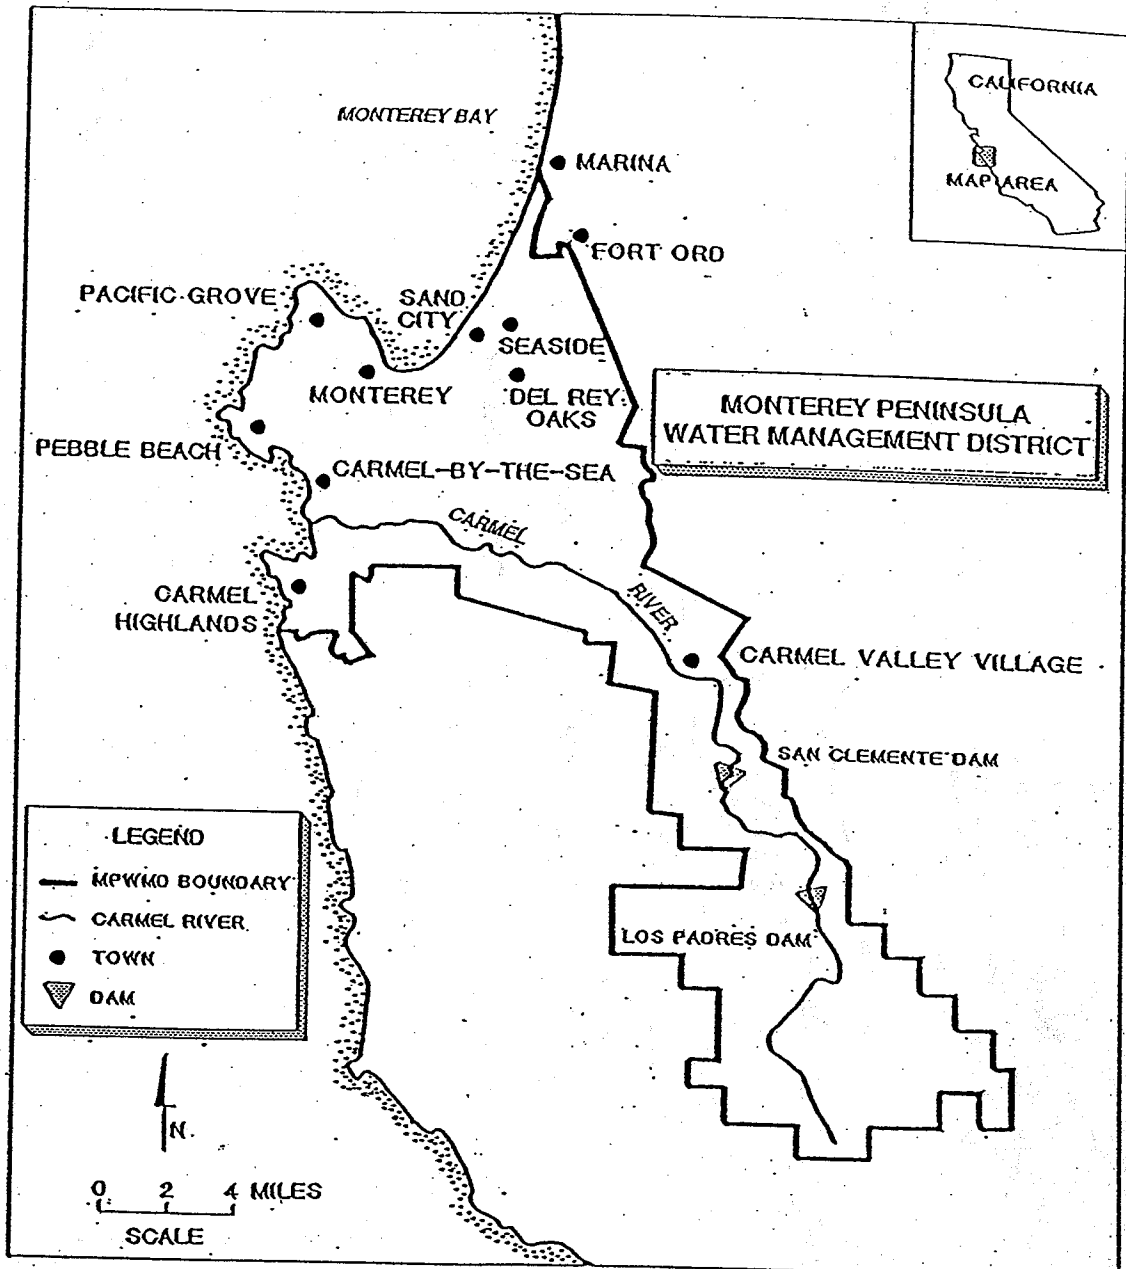 MONTEREY BAY
CALIFORNIA
MAP AREA
MARINA
FORT ORD
PACIFIC GROVE
SAND
CITY
SEASIDE
MONTEREY
DEL REY
OAKS
MONTEREY PENINSULA
WATER MANAGEMENT DISTRICT
PEBBLE BEACH
CARMEL-BY-THE-SEA
CARMEL
RIVER
CARMEL
HIGHLANDS
CARMEL VALLEY VILLAGE
SAN CLEMENTE DAM
LOS PADRES DAM
LEGEND
MPWMD BOUNDARY
CARMEL RIVER
TOWN
DAM
N
0 2 4 MILES
SCALE